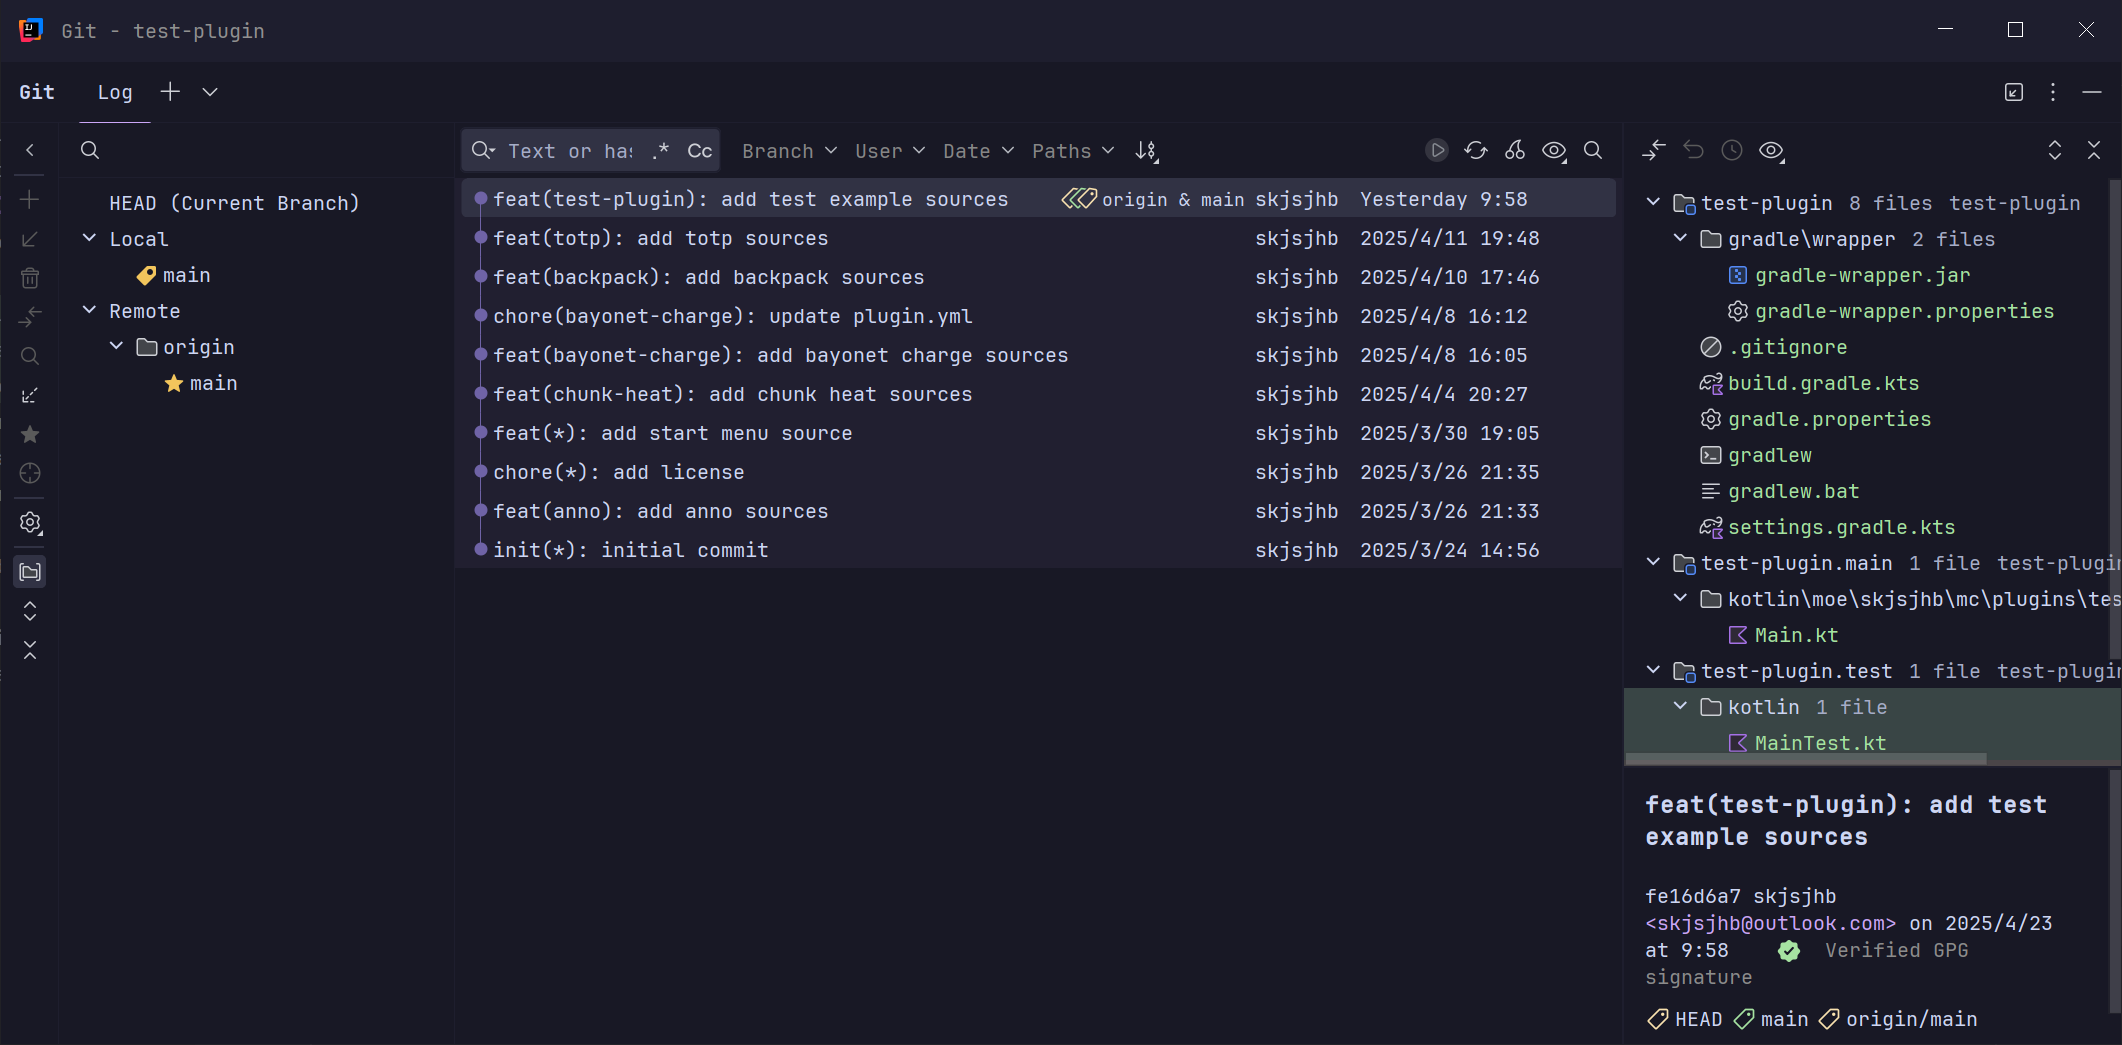 Git - test-plugin
Git
Log
HEAD (Current Branch)
Local
main
Remote
origin
main
Text or has
.*
Cc
Branch
User
Date
Paths
feat(test-plugin): add test example sources origin & main skjsjhb Yesterday 9:58
feat(totp): add totp sources skjsjhb 2025/4/11 19:48
feat(backpack): add backpack sources skjsjhb 2025/4/10 17:46
chore(bayonet-charge): update plugin.yml skjsjhb 2025/4/8 16:12
feat(bayonet-charge): add bayonet charge sources skjsjhb 2025/4/8 16:05
feat(chunk-heat): add chunk heat sources skjsjhb 2025/4/4 20:27
feat(*): add start menu source skjsjhb 2025/3/30 19:05
chore(*): add license skjsjhb 2025/3/26 21:35
feat(anno): add anno sources skjsjhb 2025/3/26 21:33
init(*): initial commit skjsjhb 2025/3/24 14:56
test-plugin 8 files test-plugin
gradle\wrapper 2 files
gradle-wrapper.jar
gradle-wrapper.properties
.gitignore
build.gradle.kts
gradle.properties
gradlew
gradlew.bat
settings.gradle.kts
test-plugin.main 1 file test-plugin
kotlin\moe\skjsjhb\mc\plugins\tes
Main.kt
test-plugin.test 1 file test-plugin
kotlin 1 file
MainTest.kt
feat(test-plugin): add test
example sources
fe16d6a7 skjsjhb
<skjsjhb@outlook.com> on 2025/4/23
at 9:58 Verified GPG
signature
HEAD main origin/main